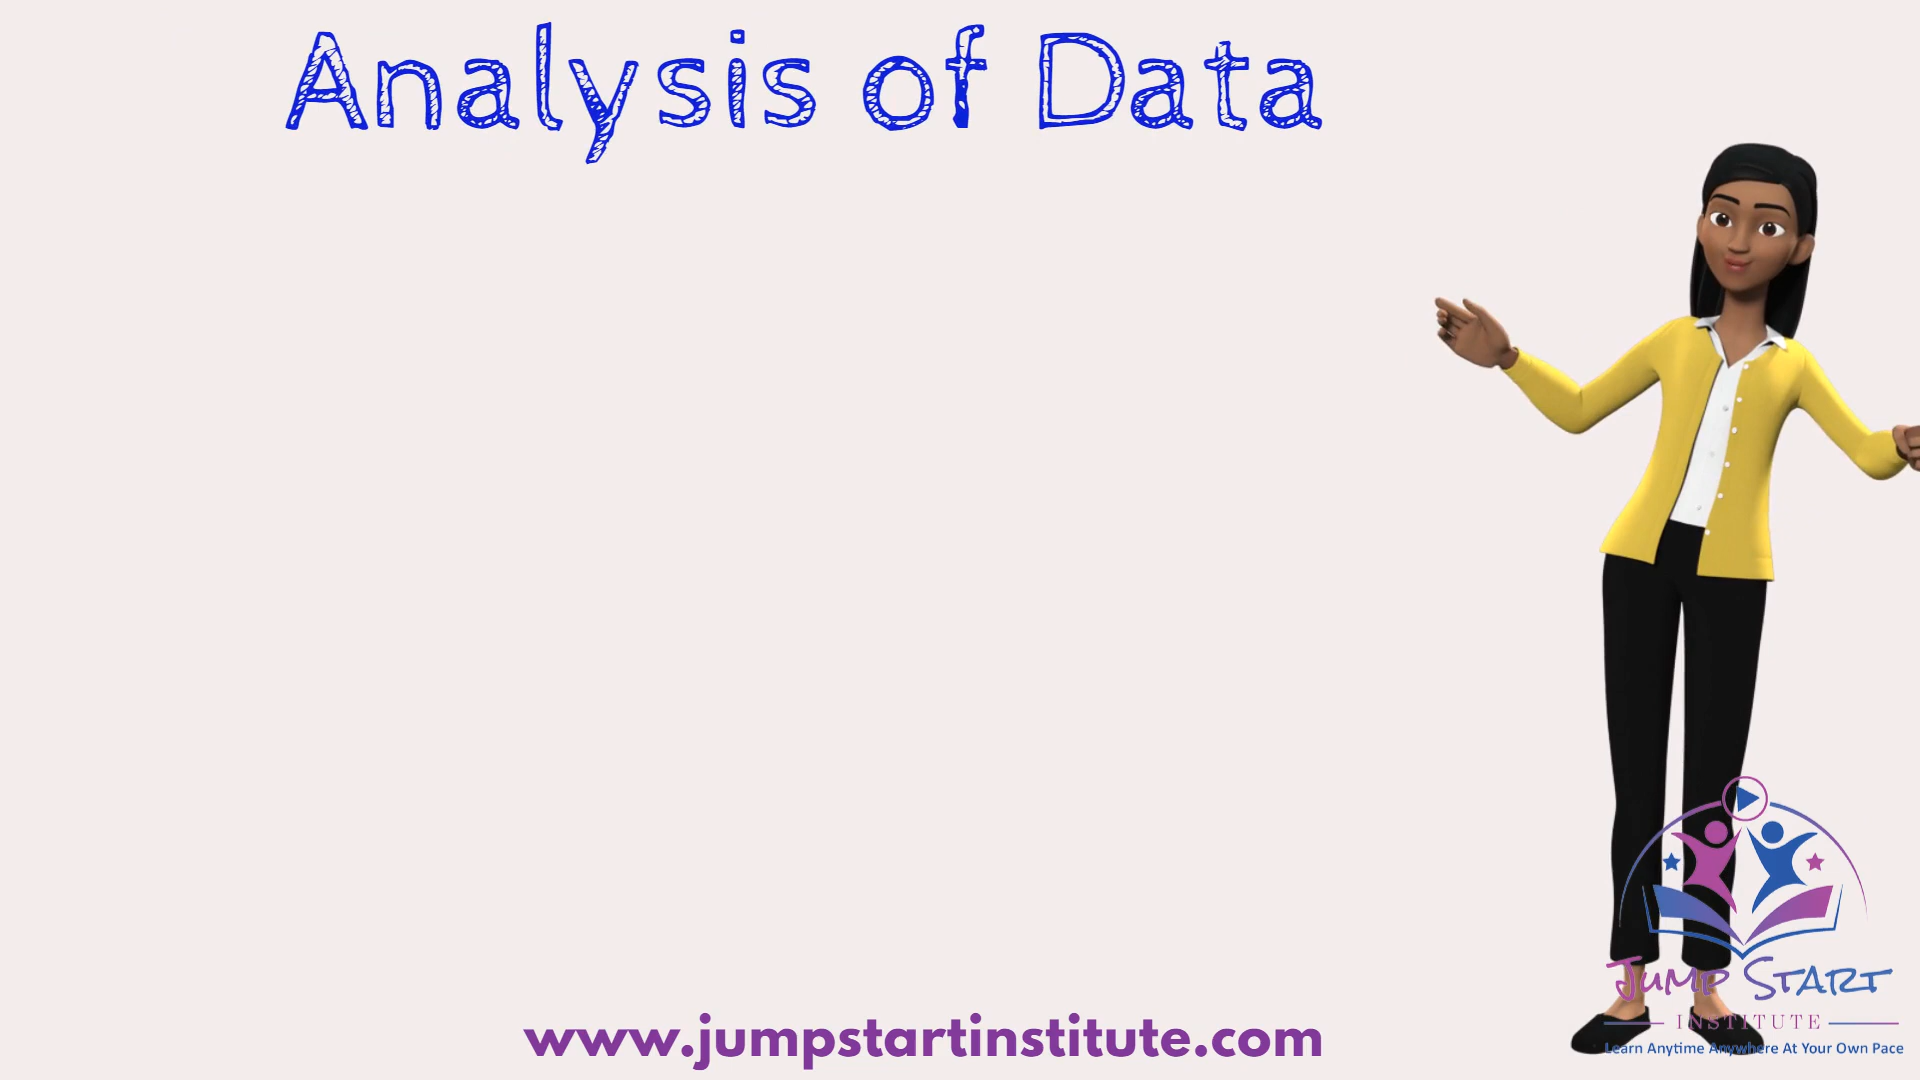 Analysis of Data
Jump Start
INSTITUTE
Learn Anytime Anywhere At Your Own Pace
www.jumpstartinstitute.com